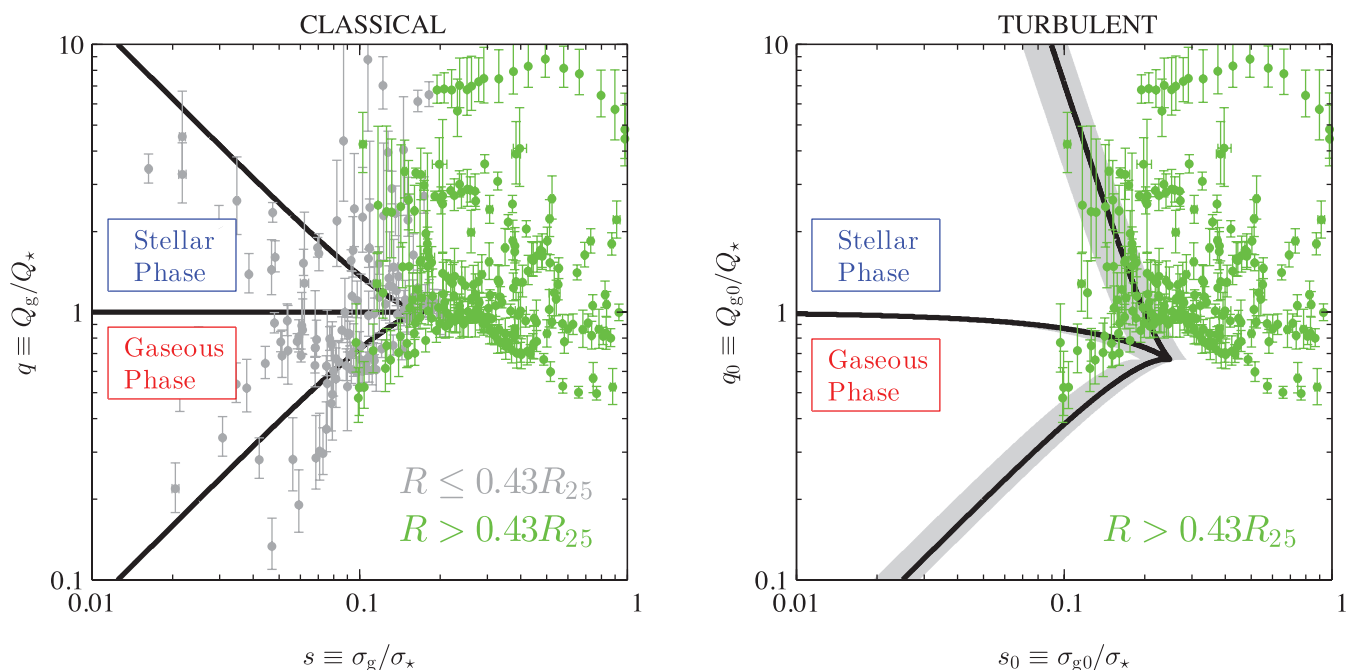 CLASSICAL
10
1
0.1
0.01
0.1
1
q ≡ Q_g/Q_⋆
s ≡ σ_g/σ_⋆
Stellar
Phase
Gaseous
Phase
R ≤ 0.43R_25
R > 0.43R_25
TURBULENT
10
1
0.1
0.01
0.1
1
q_0 ≡ Q_g0/Q_⋆
s_0 ≡ σ_g0/σ_⋆
Stellar
Phase
Gaseous
Phase
R > 0.43R_25